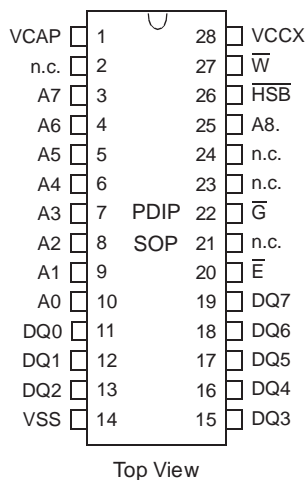 VCAP 1 28 VCCX
n.c. 2 27 W̅
A7 3 26 H̅S̅B̅
A6 4 25 A8.
A5 5 24 n.c.
A4 6 23 n.c.
A3 7 PDIP 22 G̅
A2 8 SOP 21 n.c.
A1 9 20 E̅
A0 10 19 DQ7
DQ0 11 18 DQ6
DQ1 12 17 DQ5
DQ2 13 16 DQ4
VSS 14 15 DQ3
Top View